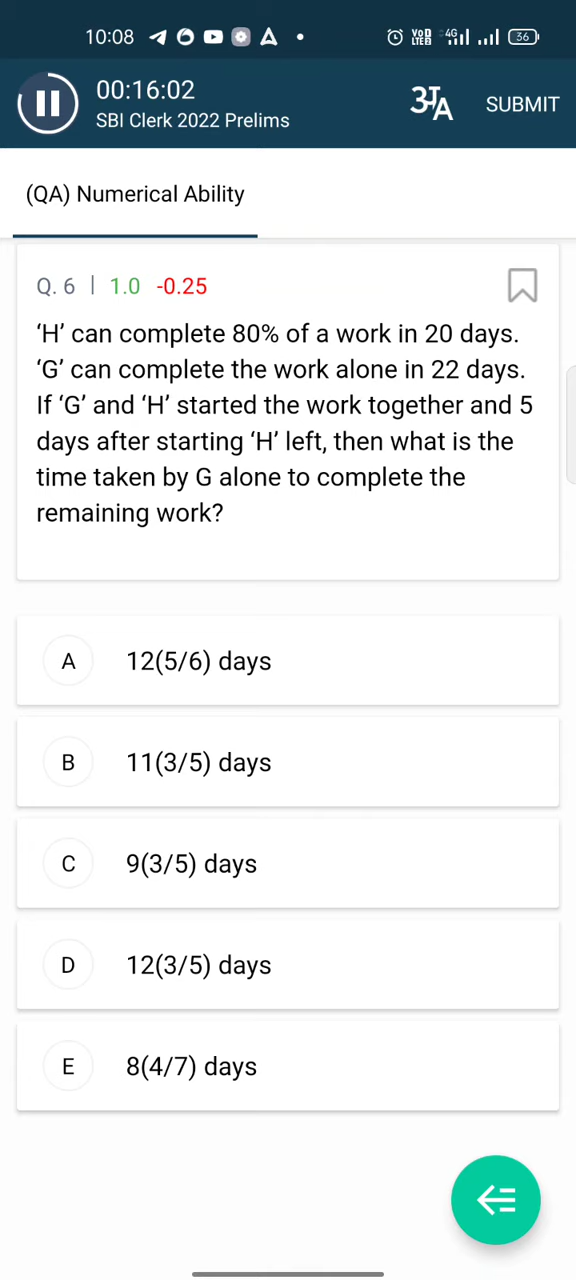 10:08
VoD LTE2 4G 36
00:16:02
SBI Clerk 2022 Prelims
SUBMIT
(QA) Numerical Ability
Q. 6 | 1.0 -0.25
‘H’ can complete 80% of a work in 20 days.
‘G’ can complete the work alone in 22 days.
If ‘G’ and ‘H’ started the work together and 5
days after starting ‘H’ left, then what is the
time taken by G alone to complete the
remaining work?
A 12(5/6) days
B 11(3/5) days
C 9(3/5) days
D 12(3/5) days
E 8(4/7) days